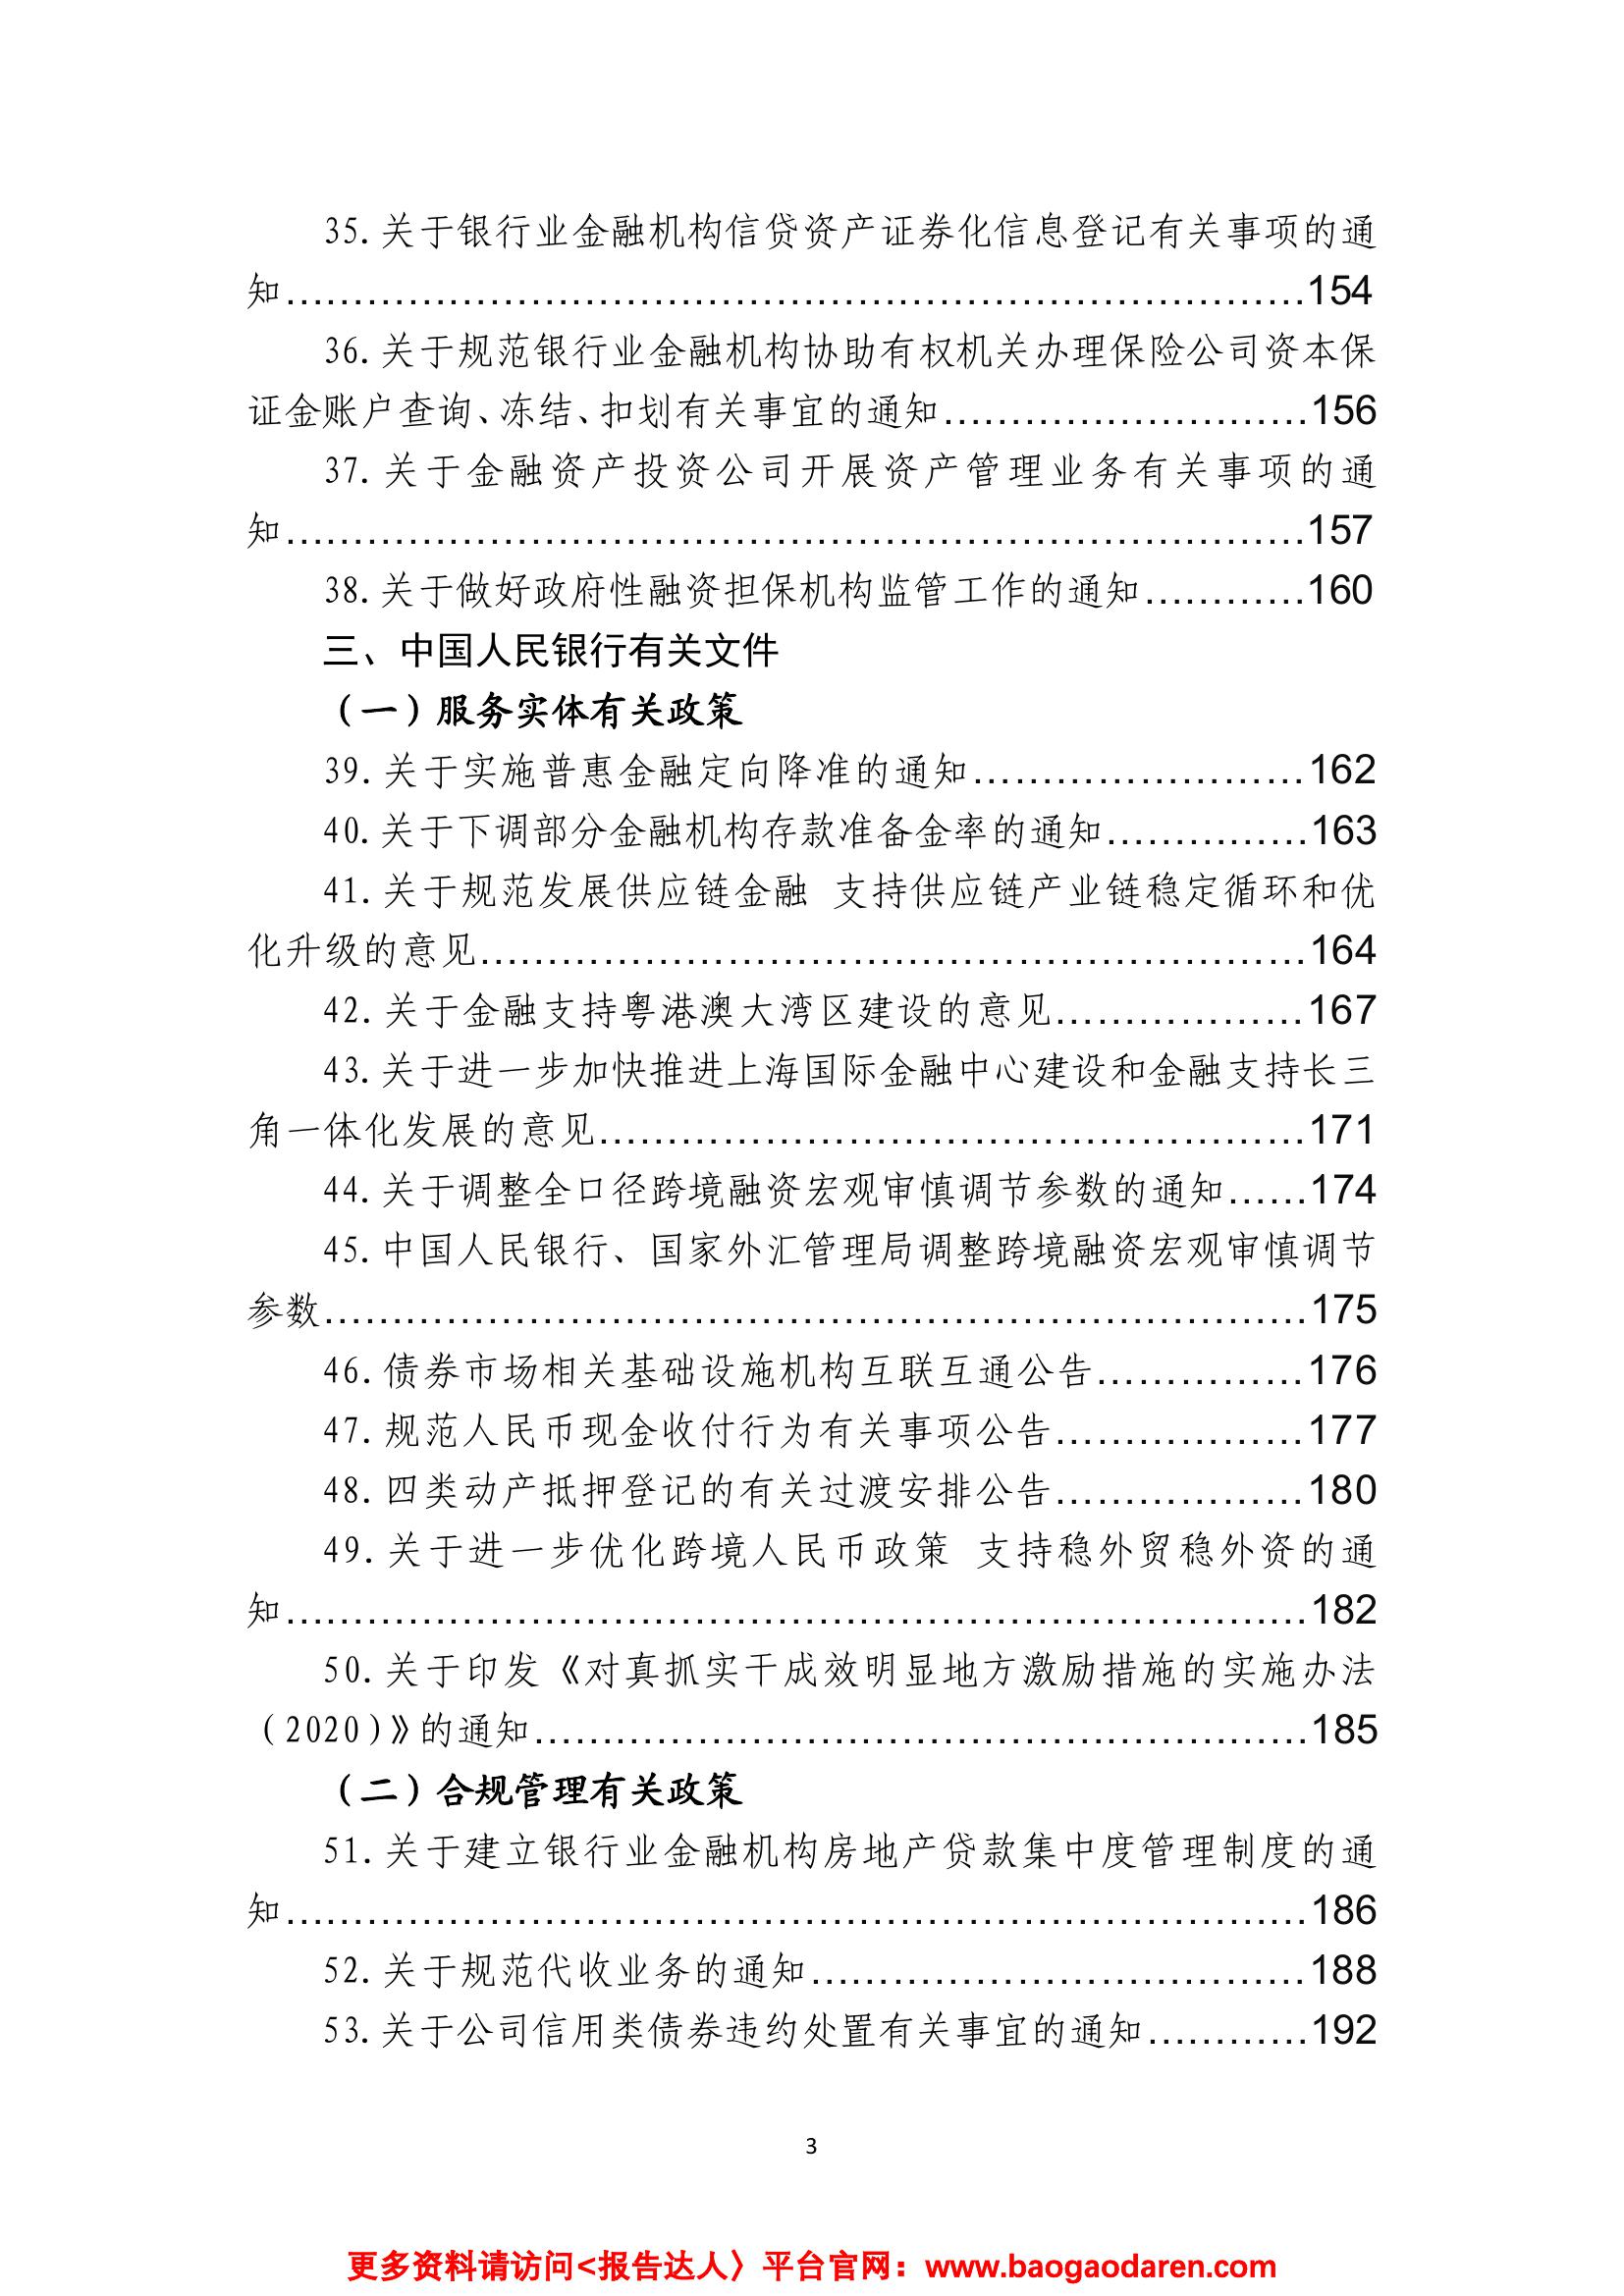 35.关于银行业金融机构信贷资产证券化信息登记有关事项的通
知................................................................154
36.关于规范银行业金融机构协助有权机关办理保险公司资本保
证金账户查询、冻结、扣划有关事宜的通知........................156
37.关于金融资产投资公司开展资产管理业务有关事项的通
知................................................................157
38.关于做好政府性融资担保机构监管工作的通知............160
三、中国人民银行有关文件
（一）服务实体有关政策
39.关于实施普惠金融定向降准的通知........................162
40.关于下调部分金融机构存款准备金率的通知...............163
41.关于规范发展供应链金融 支持供应链产业链稳定循环和优
化升级的意见....................................................164
42.关于金融支持粤港澳大湾区建设的意见..................167
43.关于进一步加快推进上海国际金融中心建设和金融支持长三
角一体化发展的意见............................................171
44.关于调整全口径跨境融资宏观审慎调节参数的通知......174
45.中国人民银行、国家外汇管理局调整跨境融资宏观审慎调节
参数..............................................................175
46.债券市场相关基础设施机构互联互通公告...............176
47.规范人民币现金收付行为有关事项公告..................177
48.四类动产抵押登记的有关过渡安排公告..................180
49.关于进一步优化跨境人民币政策 支持稳外贸稳外资的通
知................................................................182
50.关于印发《对真抓实干成效明显地方激励措施的实施办法
（2020）》的通知................................................185
（二）合规管理有关政策
51.关于建立银行业金融机构房地产贷款集中度管理制度的通
知................................................................186
52.关于规范代收业务的通知..................................188
53.关于公司信用类债券违约处置有关事宜的通知............192
3
更多资料请访问<报告达人〉平台官网：www.baogaodaren.com